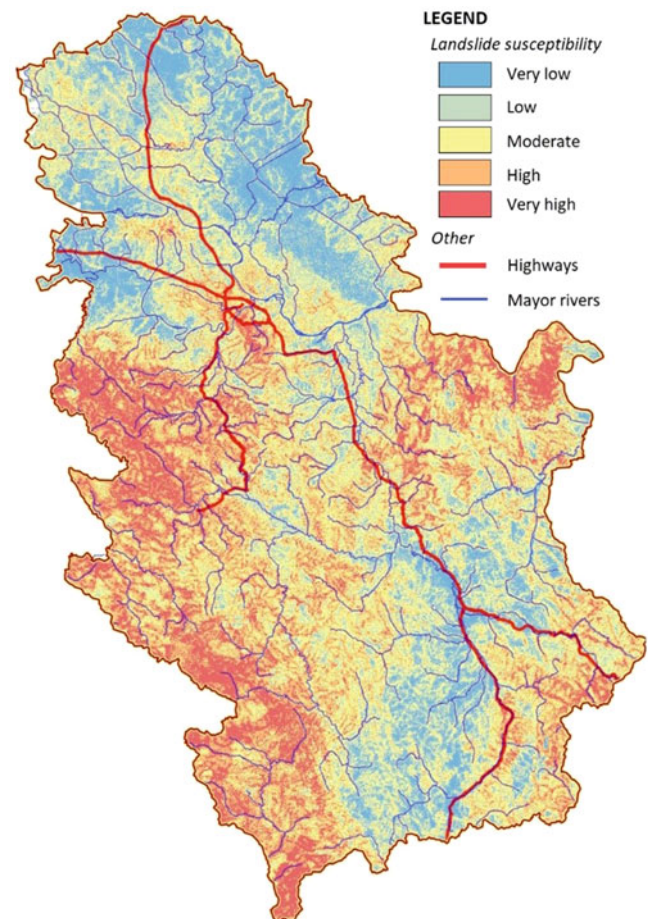 LEGEND
Landslide susceptibility
Very low
Low
Moderate
High
Very high
Other
Highways
Mayor rivers